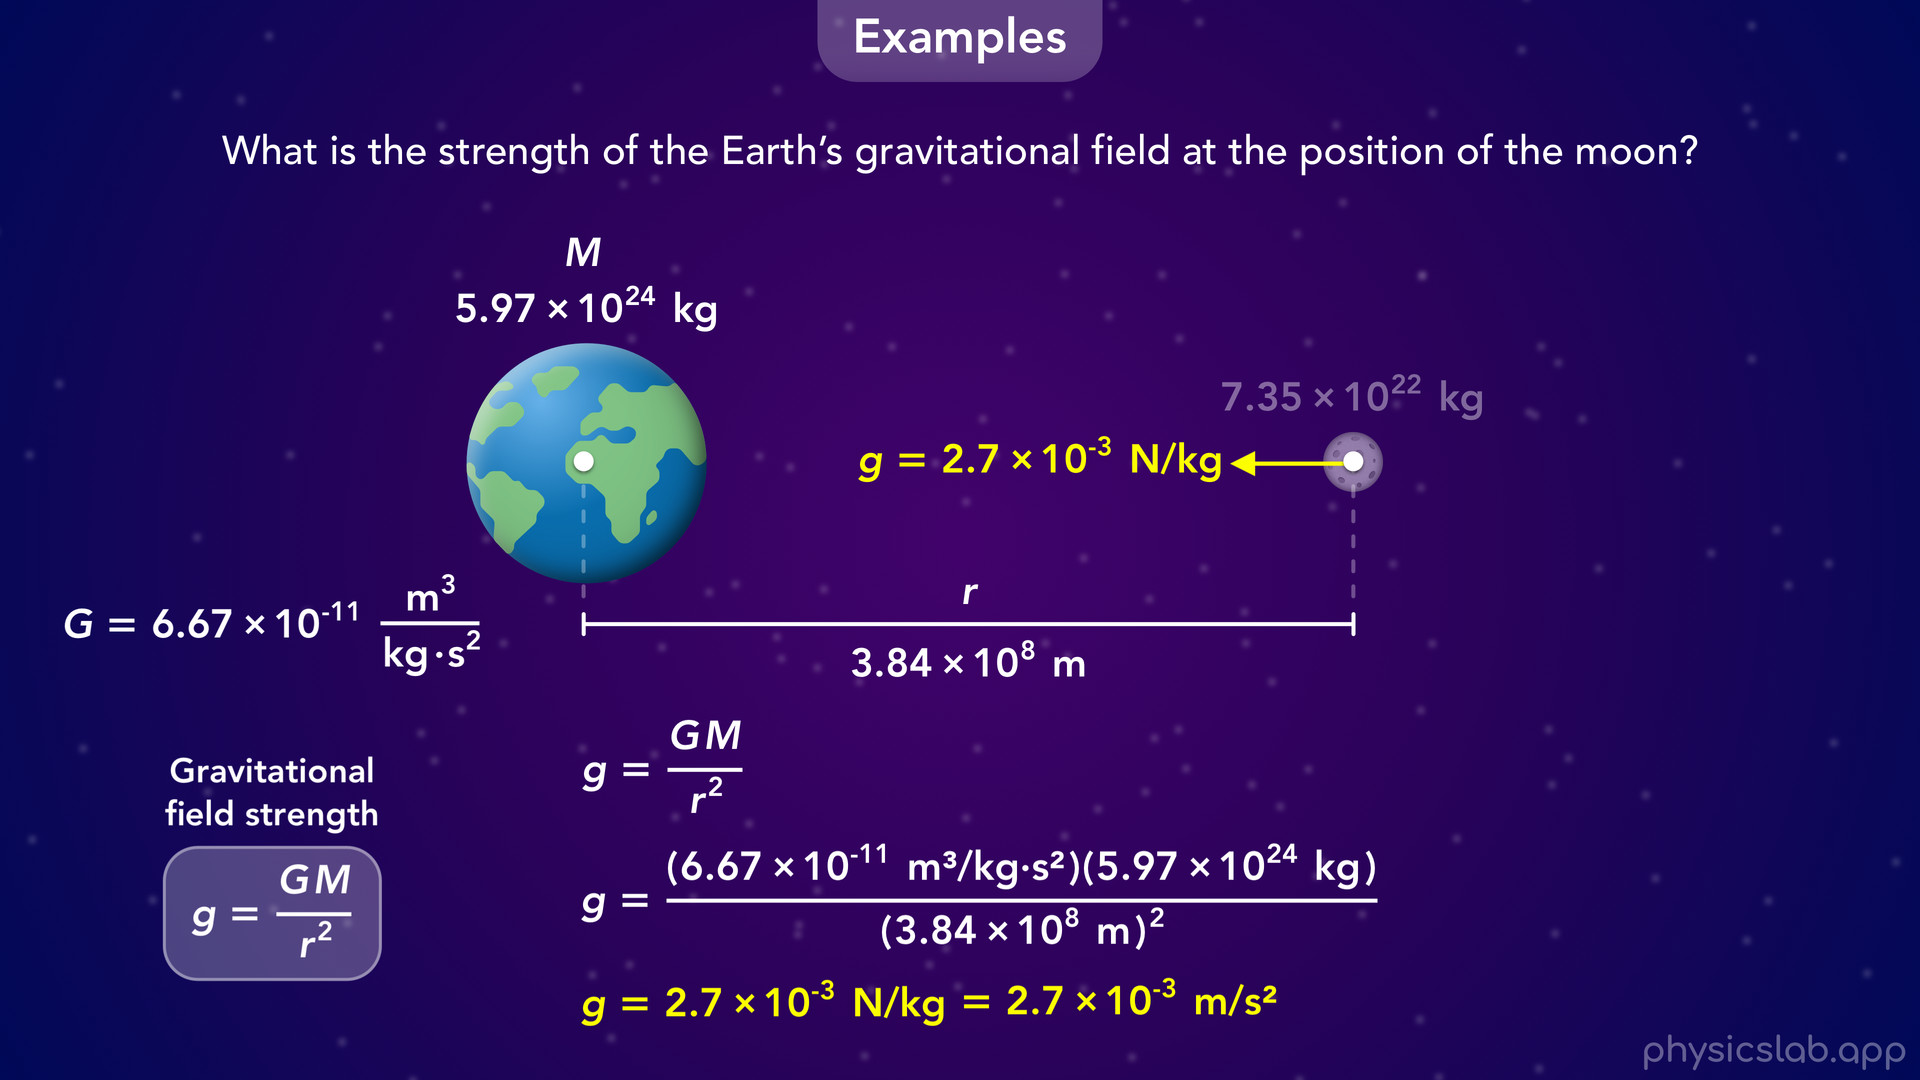 Examples
What is the strength of the Earth’s gravitational field at the position of the moon?
M
5.97 × 10²⁴ kg
7.35 × 10²² kg
g = 2.7 × 10⁻³ N/kg
G = 6.67 × 10⁻¹¹ m³/kg·s²
r
3.84 × 10⁸ m
Gravitational
field strength
g = GM/r²
g = GM/r²
g = (6.67 × 10⁻¹¹ m³/kg·s²)(5.97 × 10²⁴ kg)/(3.84 × 10⁸ m)²
g = 2.7 × 10⁻³ N/kg = 2.7 × 10⁻³ m/s²
physicslab.app